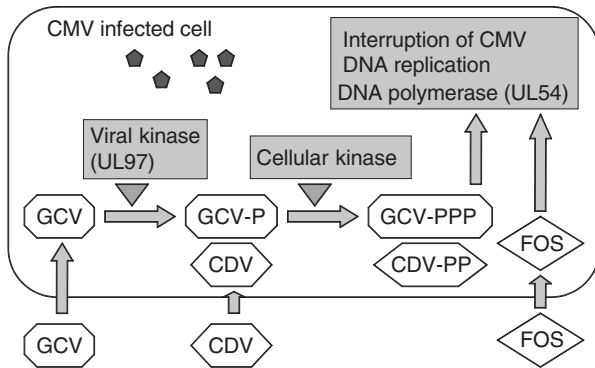 CMV infected cell
Interruption of CMV
DNA replication
DNA polymerase (UL54)
Viral kinase
(UL97)
Cellular kinase
GCV
GCV-P
GCV-PPP
CDV
CDV-PP
FOS
GCV
CDV
FOS